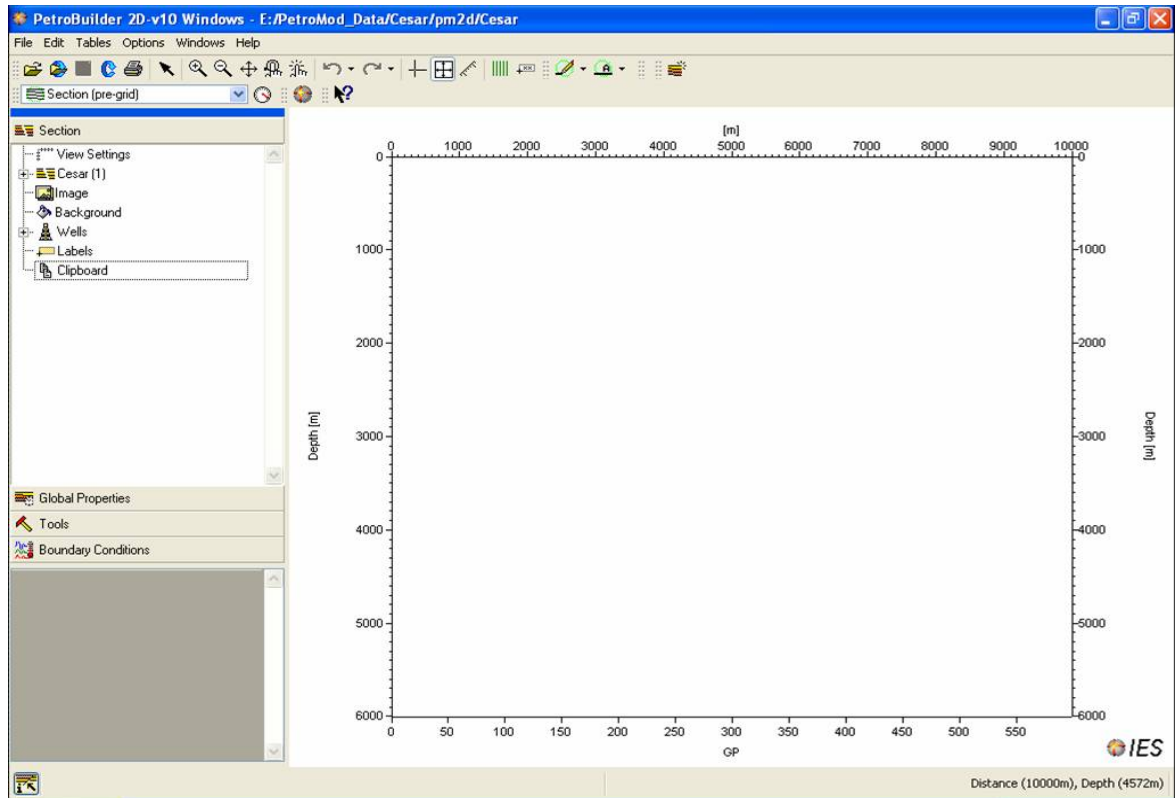 PetroBuilder 2D-v10 Windows - E:/PetroMod_Data/Cesar/pm2d/Cesar
File Edit Tables Options Windows Help
Section (pre-grid)
Section
View Settings
Cesar (1)
Image
Background
Wells
Labels
Clipboard
Global Properties
Tools
Boundary Conditions
[m]
0 1000 2000 3000 4000 5000 6000 7000 8000 9000 10000
0 0
1000 1000
2000 2000
3000 3000
4000 4000
5000 5000
6000 6000
Depth [m]
Depth [m]
0 50 100 150 200 250 300 350 400 450 500 550
GP
IES
Distance (10000m), Depth (4572m)